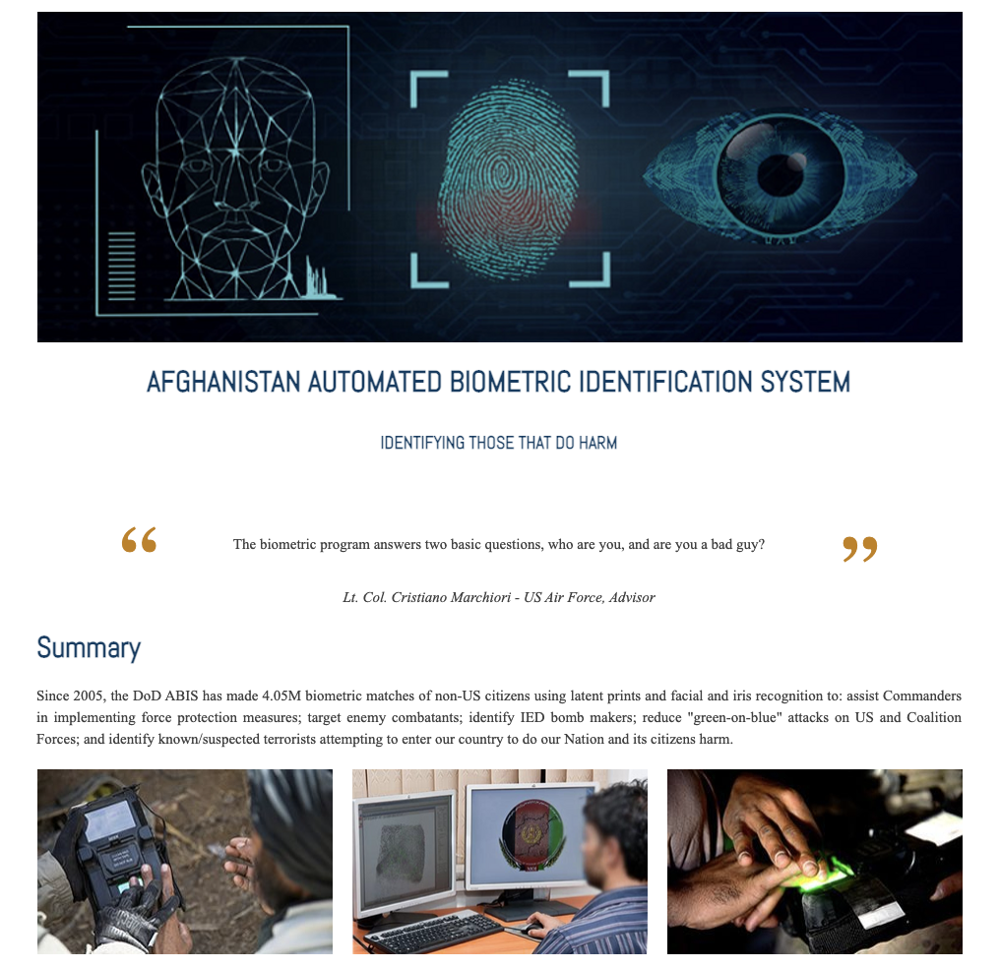 AFGHANISTAN AUTOMATED BIOMETRIC IDENTIFICATION SYSTEM
IDENTIFYING THOSE THAT DO HARM
“ The biometric program answers two basic questions, who are you, and are you a bad guy? ”
Lt. Col. Cristiano Marchiori - US Air Force, Advisor
Summary
Since 2005, the DoD ABIS has made 4.05M biometric matches of non-US citizens using latent prints and facial and iris recognition to: assist Commanders
in implementing force protection measures; target enemy combatants; identify IED bomb makers; reduce "green-on-blue" attacks on US and Coalition
Forces; and identify known/suspected terrorists attempting to enter our country to do our Nation and its citizens harm.